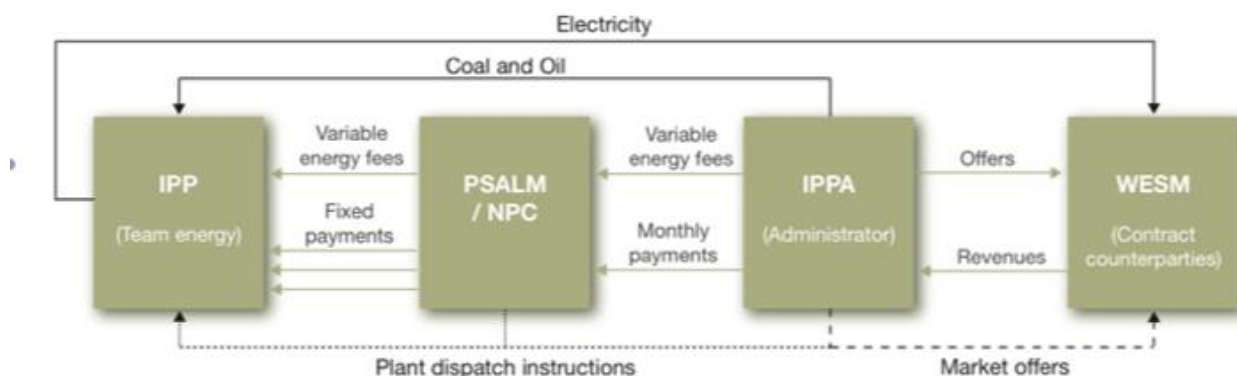 Electricity
Coal and Oil
Variable
energy fees
Variable
energy fees
Offers
IPP
PSALM
/ NPC
IPPA
WESM
(Team energy)
Fixed
payments
Monthly
payments
(Administrator)
Revenues
(Contract
counterparties)
Plant dispatch instructions
Market offers